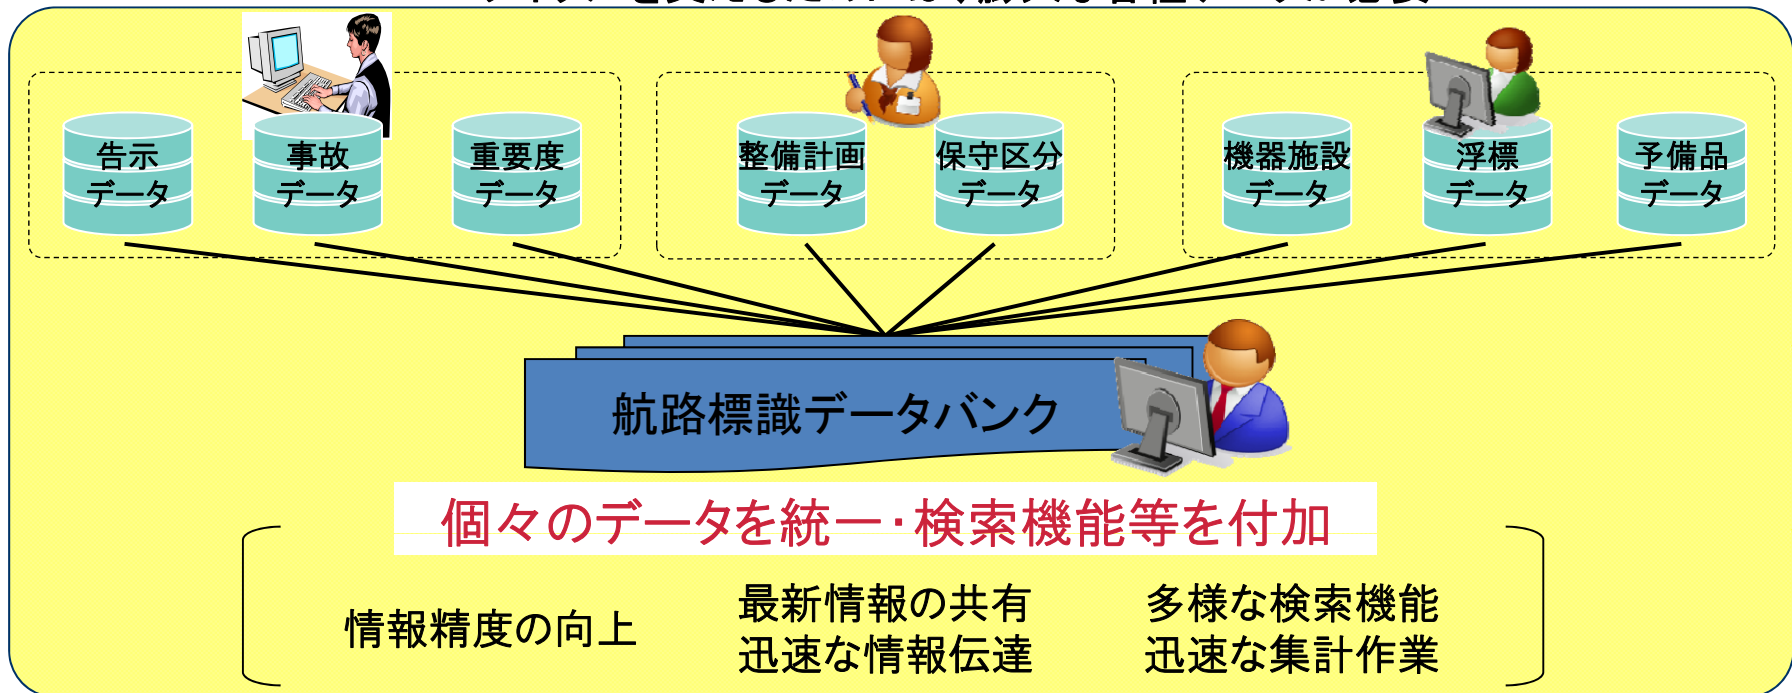 告示
データ
事故
データ
重要度
データ
整備計画
データ
保守区分
データ
機器施設
データ
浮標
データ
予備品
データ
航路標識データバンク
個々のデータを統一・検索機能等を付加
情報精度の向上
最新情報の共有
迅速な情報伝達
多様な検索機能
迅速な集計作業